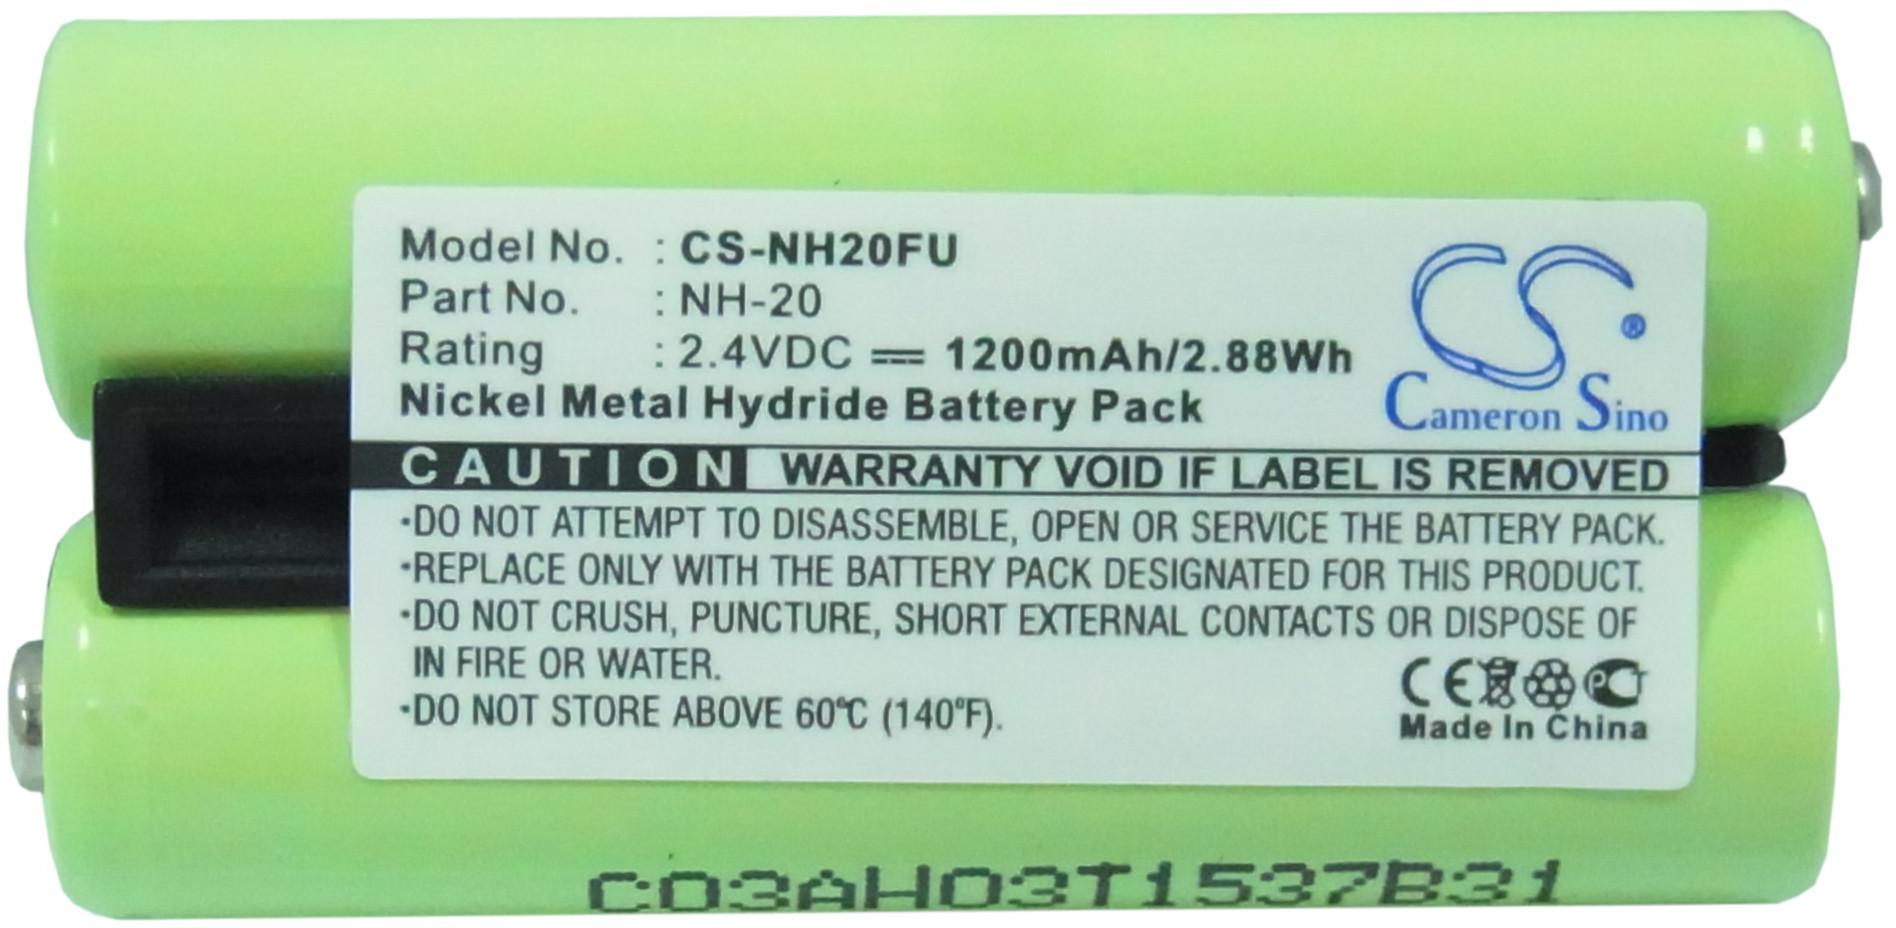 Model No. : CS-NH20FU
Part No. : NH-20
Rating : 2.4VDC ⎓ 1200mAh/2.88Wh
Nickel Metal Hydride Battery Pack
CS®
Cameron Sino
CAUTION WARRANTY VOID IF LABEL IS REMOVED
·DO NOT ATTEMPT TO DISASSEMBLE, OPEN OR SERVICE THE BATTERY PACK.
·REPLACE ONLY WITH THE BATTERY PACK DESIGNATED FOR THIS PRODUCT.
·DO NOT CRUSH, PUNCTURE, SHORT EXTERNAL CONTACTS OR DISPOSE OF
IN FIRE OR WATER.
·DO NOT STORE ABOVE 60℃ (140°F).
CE PCT
Made In China
C03AH03T1537B31